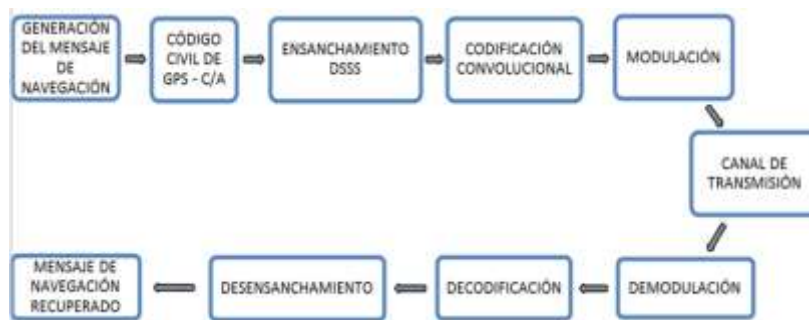 GENERACIÓN
DEL MENSAJE
DE
NAVEGACIÓN
CÓDIGO
CIVIL DE
GPS - C/A
ENSANCHAMIENTO
DSSS
CODIFICACIÓN
CONVOLUCIONAL
MODULACIÓN
CANAL DE
TRANSMISIÓN
MENSAJE DE
NAVEGACIÓN
RECUPERADO
DESENSANCHAMIENTO
DECODIFICACIÓN
DEMODULACIÓN